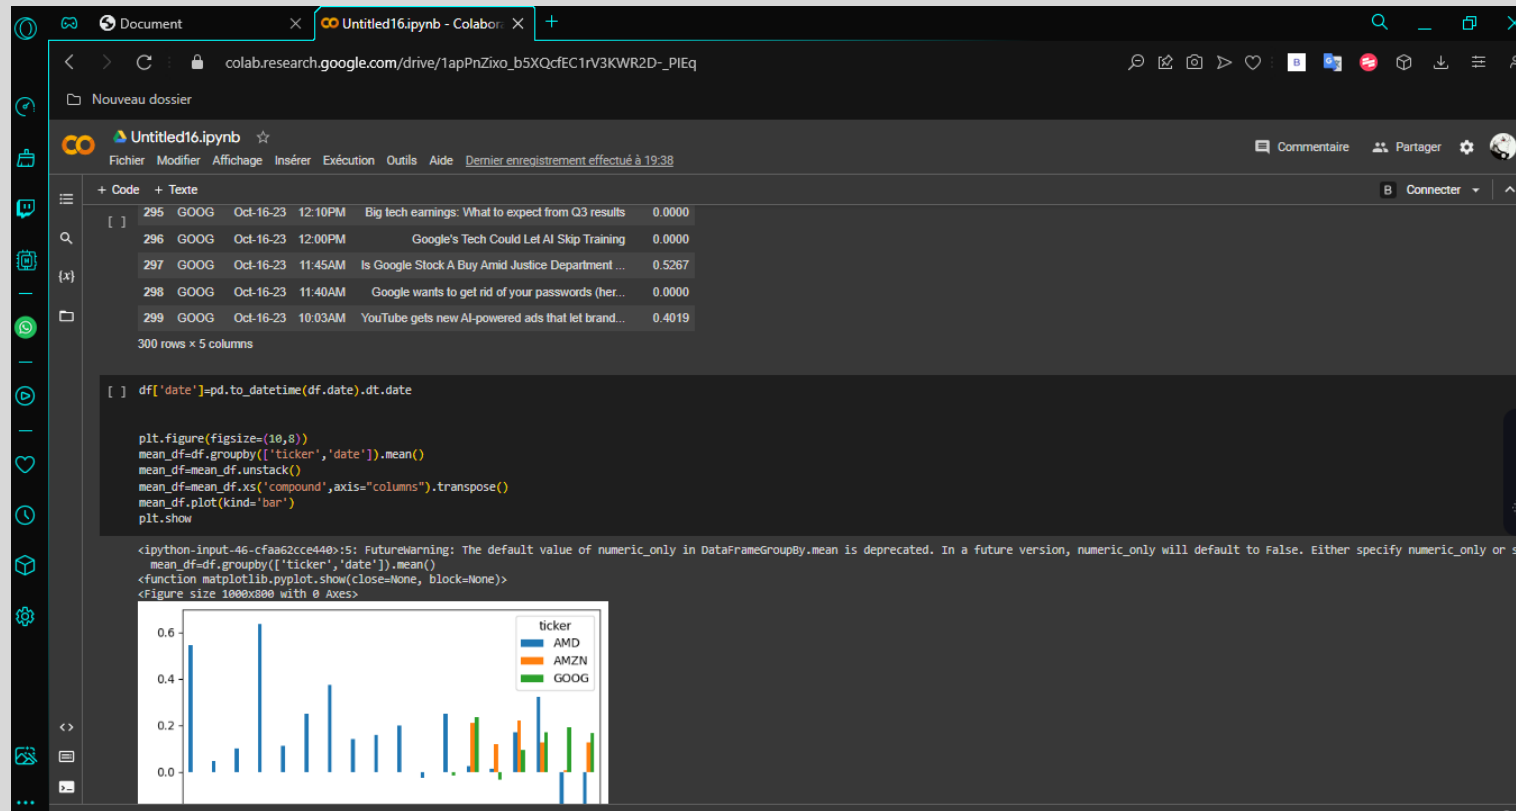 Document
Untitled16.ipynb - Colabora
colab.research.google.com/drive/1apPnZixo_b5XQcfEC1rV3KWR2D-_PIEq
Nouveau dossier
Untitled16.ipynb
Commentaire Partager
Fichier Modifier Affichage Insérer Exécution Outils Aide Dernier enregistrement effectué à 19:38
+ Code + Texte
B Connecter
295 GOOG Oct-16-23 12:10PM Big tech earnings: What to expect from Q3 results 0.0000
[ ]
296 GOOG Oct-16-23 12:00PM Google's Tech Could Let AI Skip Training 0.0000
297 GOOG Oct-16-23 11:45AM Is Google Stock A Buy Amid Justice Department ... 0.5267
{x}
298 GOOG Oct-16-23 11:40AM Google wants to get rid of your passwords (her... 0.0000
299 GOOG Oct-16-23 10:03AM YouTube gets new AI-powered ads that let brand... 0.4019
300 rows × 5 columns
[ ] df['date']=pd.to_datetime(df.date).dt.date
plt.figure(figsize=(10,8))
mean_df=df.groupby(['ticker','date']).mean()
mean_df=mean_df.unstack()
mean_df=mean_df.xs('compound',axis="columns").transpose()
mean_df.plot(kind='bar')
plt.show
<ipython-input-46-cfaa62cce440>:5: FutureWarning: The default value of numeric_only in DataFrameGroupBy.mean is deprecated. In a future version, numeric_only will default to False. Either specify numeric_only or s
mean_df=df.groupby(['ticker','date']).mean()
<function matplotlib.pyplot.show(close=None, block=None)>
<Figure size 1000x800 with 0 Axes>
ticker
AMD
AMZN
GOOG
0.6
0.4
0.2
0.0